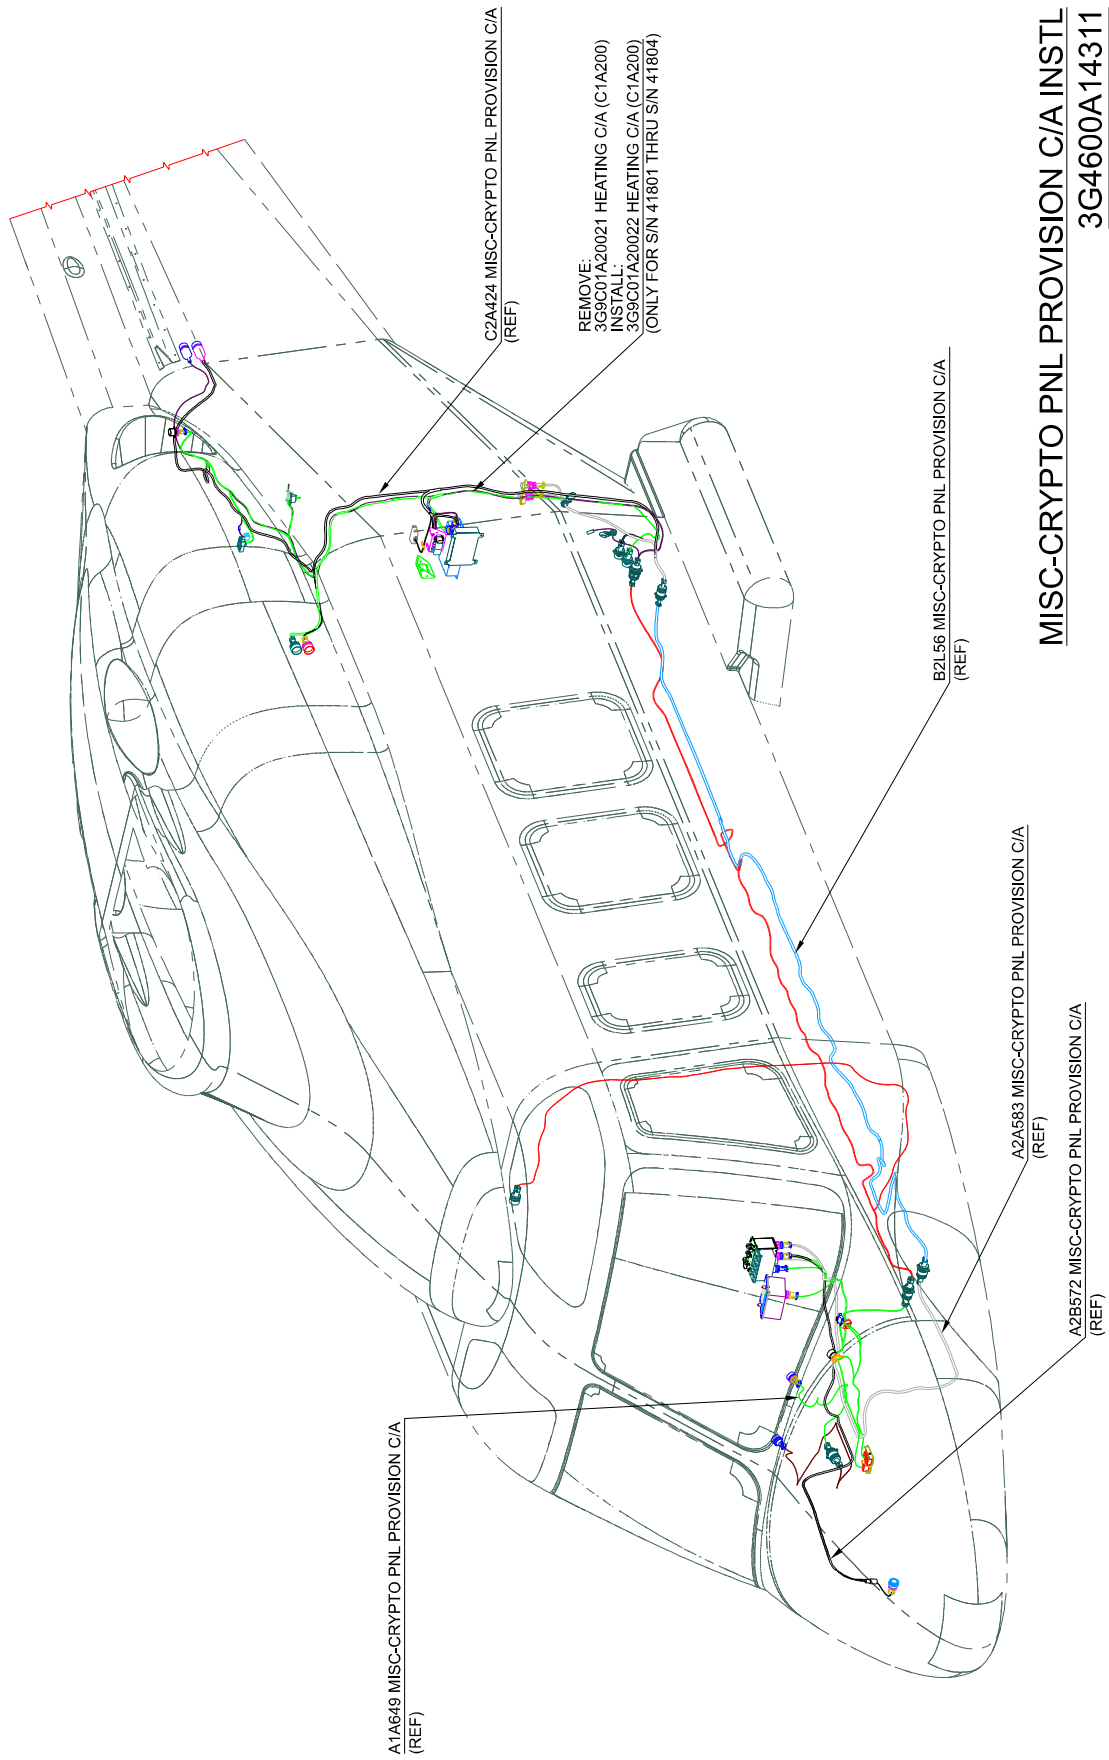 C2A424 MISC-CRYPTO PNL PROVISION C/A
(REF)
REMOVE:
3G9C01A20021 HEATING C/A (C1A200)
INSTALL:
3G9C01A20022 HEATING C/A (C1A200)
(ONLY FOR S/N 41801 THRU S/N 41804)
B2L56 MISC-CRYPTO PNL PROVISION C/A
(REF)
A2A583 MISC-CRYPTO PNL PROVISION C/A
(REF)
A2B572 MISC-CRYPTO PNL PROVISION C/A
(REF)
A1A649 MISC-CRYPTO PNL PROVISION C/A
(REF)
MISC-CRYPTO PNL PROVISION C/A INSTL
3G4600A14311